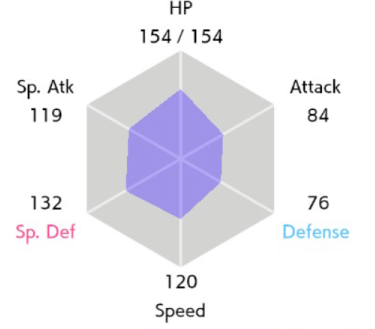 HP
154 / 154
Sp. Atk
119
Attack
84
132
Sp. Def
76
Defense
120
Speed